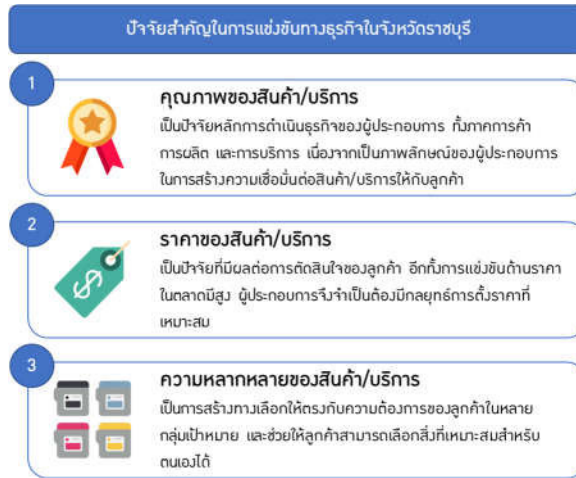 ปัจจัยสำคัญในการแข่งขันทางธุรกิจในจังหวัดราชบุรี
1
คุณภาพของสินค้า/บริการ
เป็นปัจจัยหลักการดำเนินธุรกิจของผู้ประกอบการ ทั้งภาคการค้า
การผลิต และการบริการ เนื่องจากเป็นภาพลักษณ์ของผู้ประกอบการ
ในการสร้างความเชื่อมั่นต่อสินค้า/บริการให้กับลูกค้า
2
ราคาของสินค้า/บริการ
เป็นปัจจัยที่มีผลต่อการตัดสินใจของลูกค้า อีกทั้งการแข่งขันด้านราคา
ในตลาดมีสูง ผู้ประกอบการจึงจำเป็นต้องมีกลยุทธ์การตั้งราคาที่
เหมาะสม
3
ความหลากหลายของสินค้า/บริการ
เป็นการสร้างทางเลือกให้ตรงกับความต้องการของลูกค้าในหลาย
กลุ่มเป้าหมาย และช่วยให้ลูกค้าสามารถเลือกสิ่งที่เหมาะสมสำหรับ
ตนเองได้